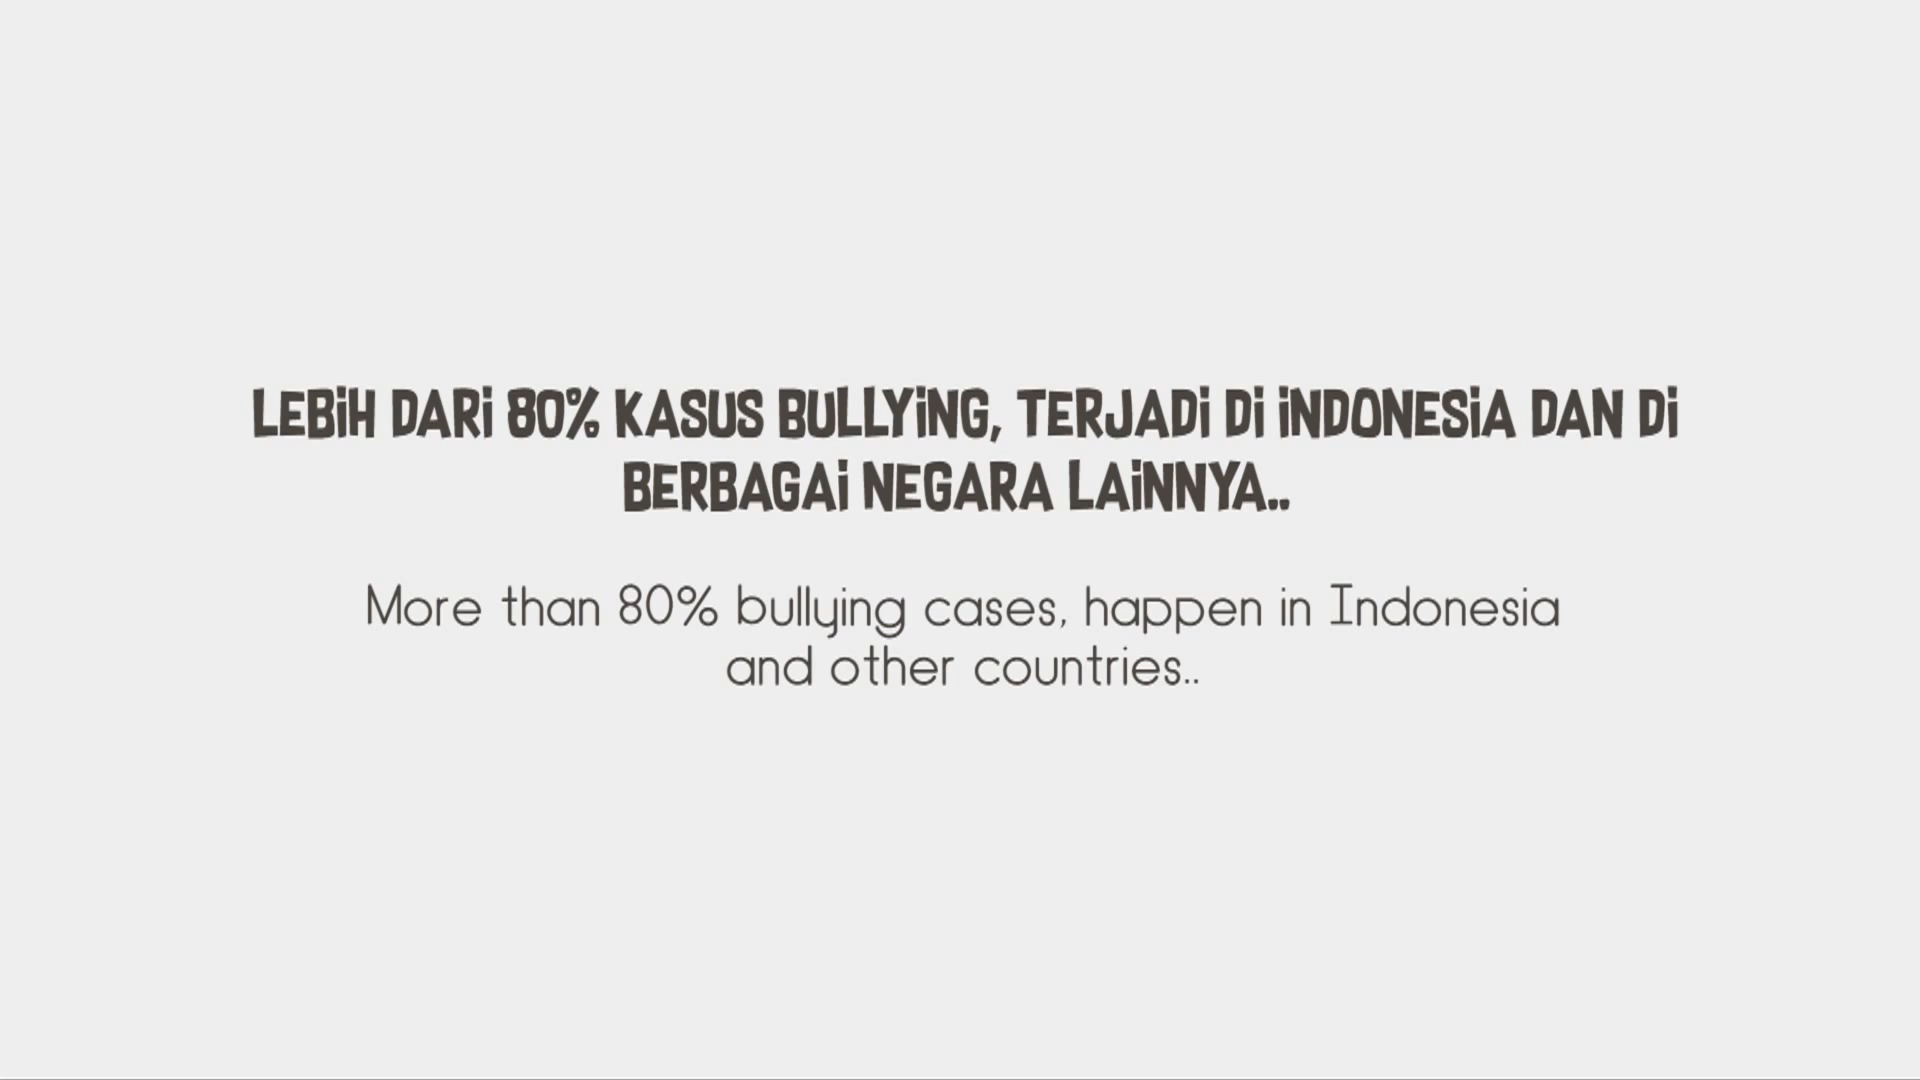 LEBiH DARi 80% KASUS BULLYiNG, TERJADi Di iNDONESiA DAN Di
BERBAGAi NEGARA LAiNNYA..
More than 80% bullying cases, happen in Indonesia
and other countries..